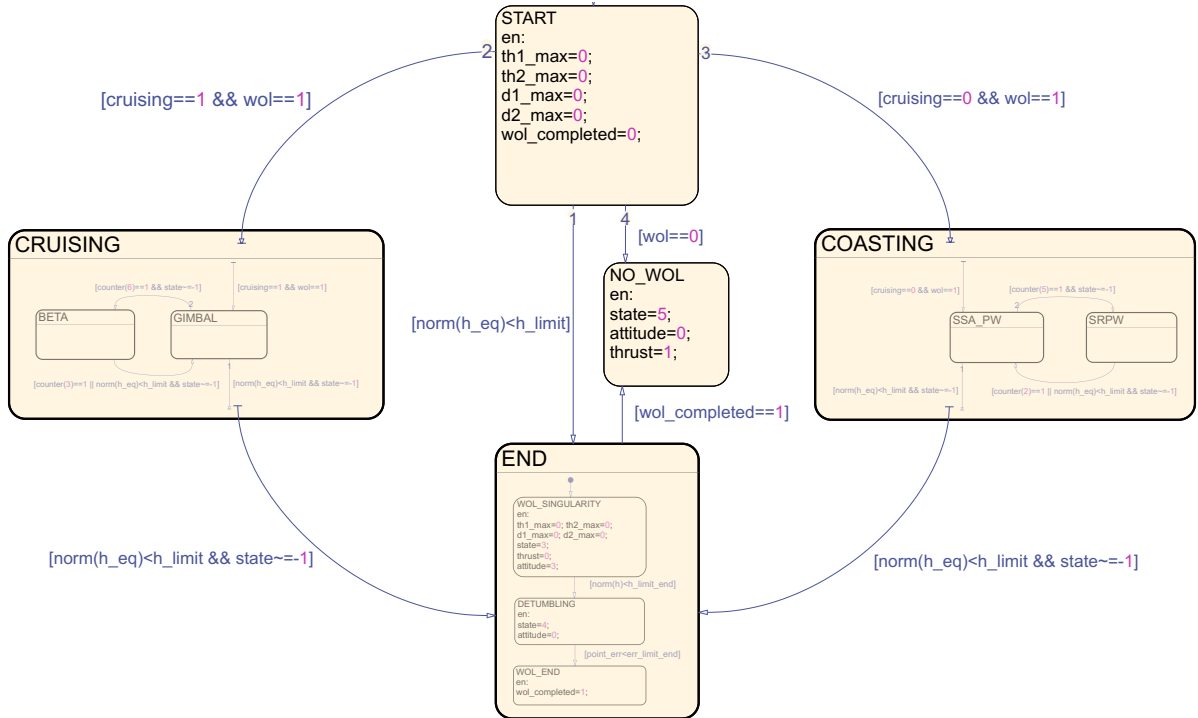 START
en:
th1_max=0;
th2_max=0;
d1_max=0;
d2_max=0;
wol_completed=0;
2
3
1
4
[cruising==1 && wol==1]
[cruising==0 && wol==1]
[wol==0]
[norm(h_eq)<h_limit]
NO_WOL
en:
state=5;
attitude=0;
thrust=1;
[wol_completed==1]
CRUISING
[counter(6)==1 && state~=-1]
[cruising==1 && wol==1]
2
BETA
GIMBAL
1
[counter(3)==1 || norm(h_eq)<h_limit && state~=-1]
[norm(h_eq)<h_limit && state~=-1]
COASTING
[cruising==0 && wol==1]
[counter(5)==1 && state~=-1]
2
SSA_PW
SRPW
1
[norm(h_eq)<h_limit && state~=-1]
[counter(2)==1 || norm(h_eq)<h_limit && state~=-1]
[norm(h_eq)<h_limit && state~=-1]
[norm(h_eq)<h_limit && state~=-1]
END
WOL_SINGULARITY
en:
th1_max=0; th2_max=0;
d1_max=0; d2_max=0;
state=3;
thrust=0;
attitude=3;
[norm(h)<h_limit_end]
DETUMBLING
en:
state=4;
attitude=0;
[point_err<err_limit_end]
WOL_END
en:
wol_completed=1;